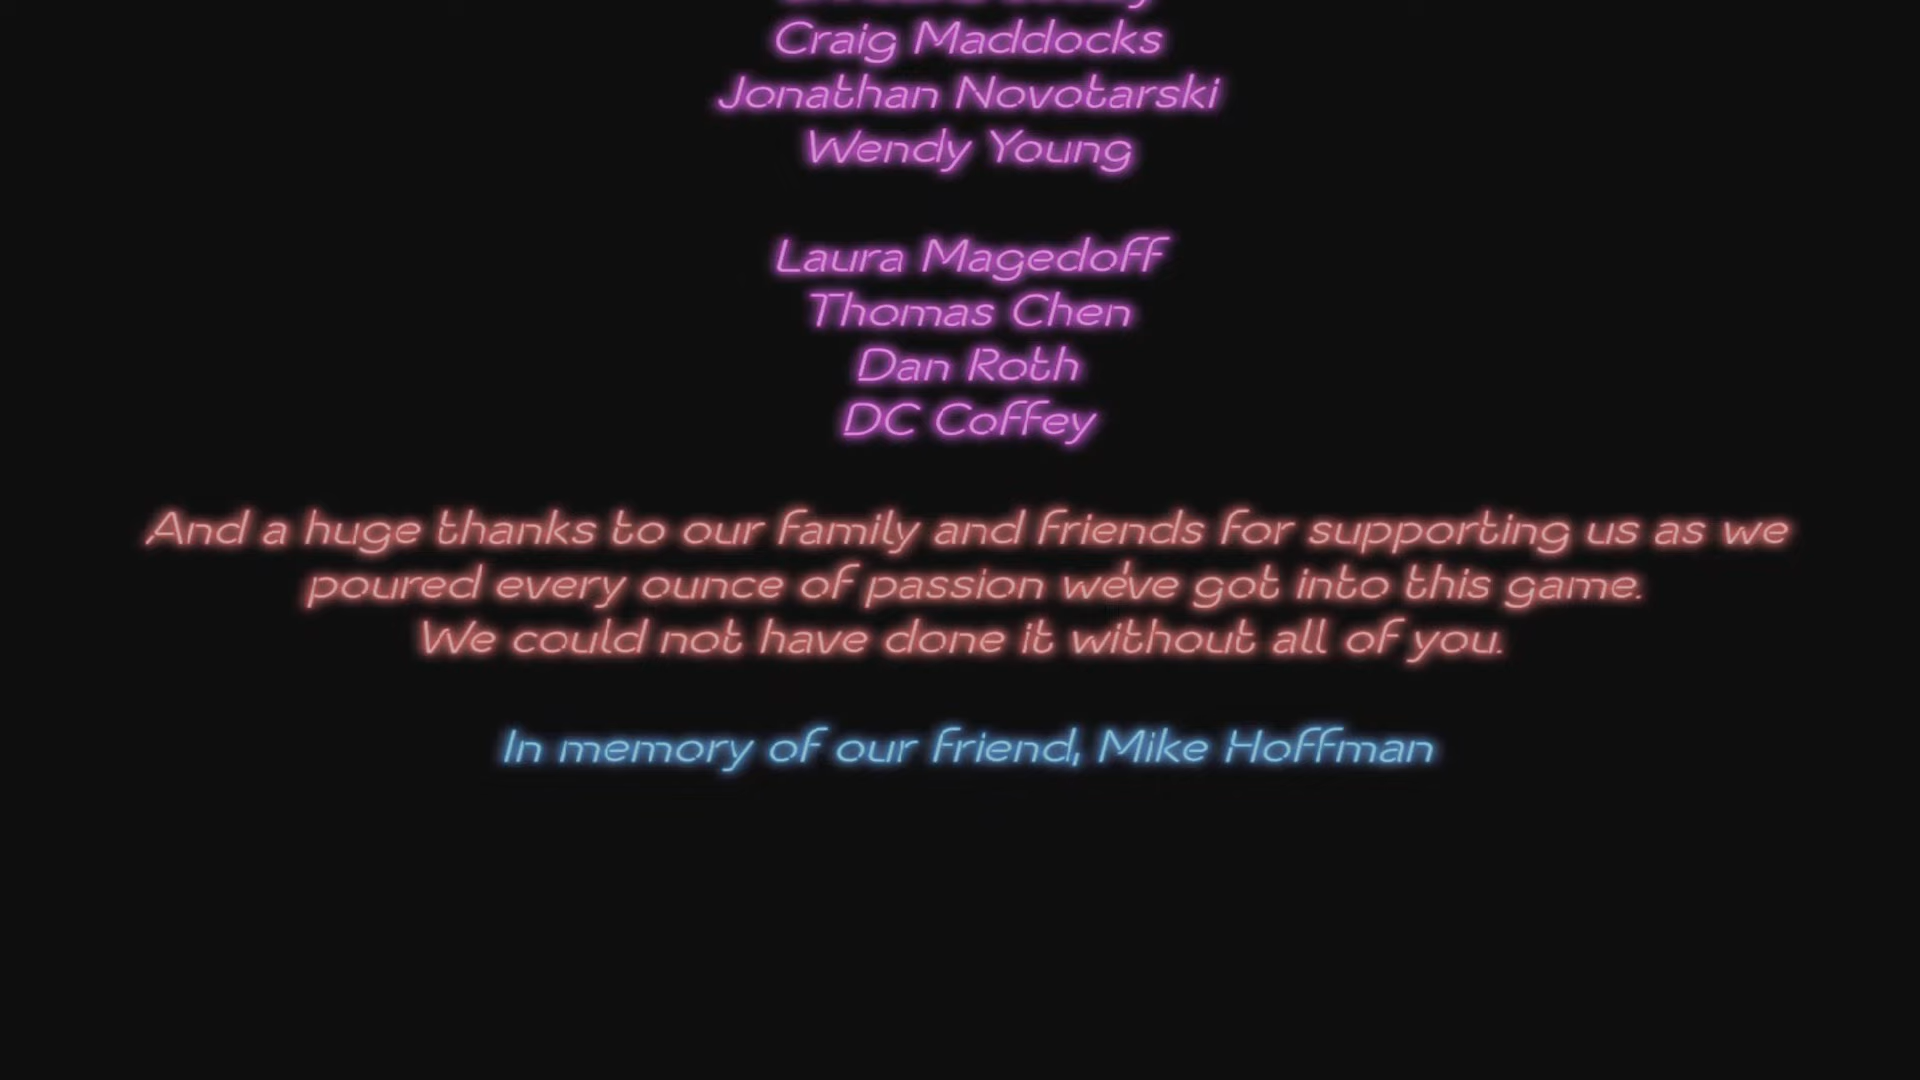 Craig Maddocks
Jonathan Novotarski
Wendy Young
Laura Magedoff
Thomas Chen
Dan Roth
DC Coffey
And a huge thanks to our family and friends for supporting us as we
poured every ounce of passion we've got into this game.
We could not have done it without all of you.
In memory of our friend, Mike Hoffman